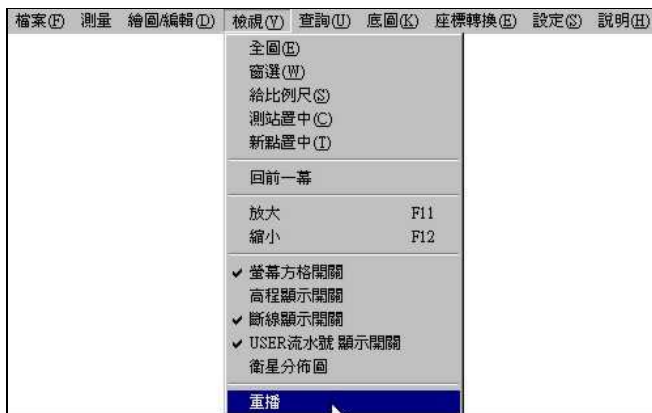 檔案(F) 測量 繪圖/編輯(D) 檢視(V) 查詢(U) 底圖(K) 座標轉換(E) 設定(S) 說明(H)
全圖(E)
窗選(W)
給比例尺(S)
測站置中(C)
新點置中(T)
回前一幕
放大 F11
縮小 F12
螢幕方格開關
高程顯示開關
斷線顯示開關
USER流水號 顯示開關
衛星分佈圖
重播